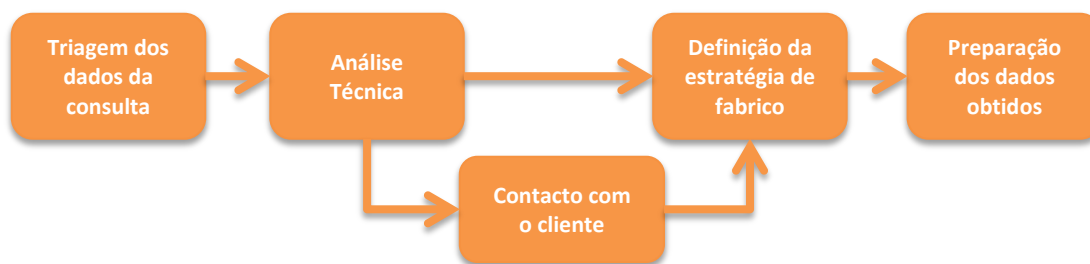 Triagem dos
dados da
consulta
Análise
Técnica
Definição da
estratégia de
fabrico
Preparação
dos dados
obtidos
Contacto com
o cliente